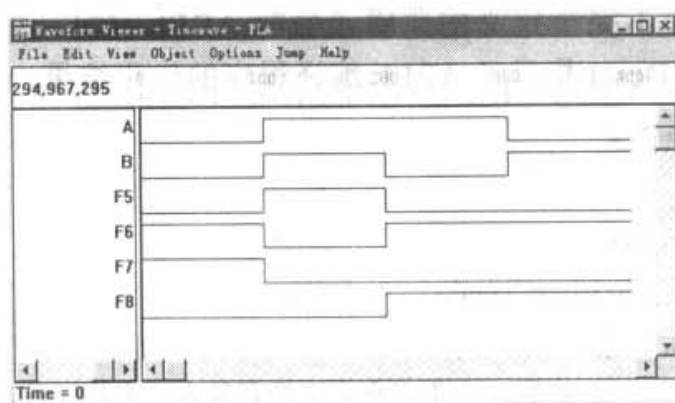 Waveform Viewer - Timewave - PLA
File Edit View Object Options Jump Help
294,967,295
A
B
F5
F6
F7
F8
Time = 0